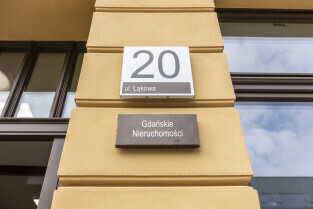 20
ul. Łąkowa
Gdańskie
Nieruchomości